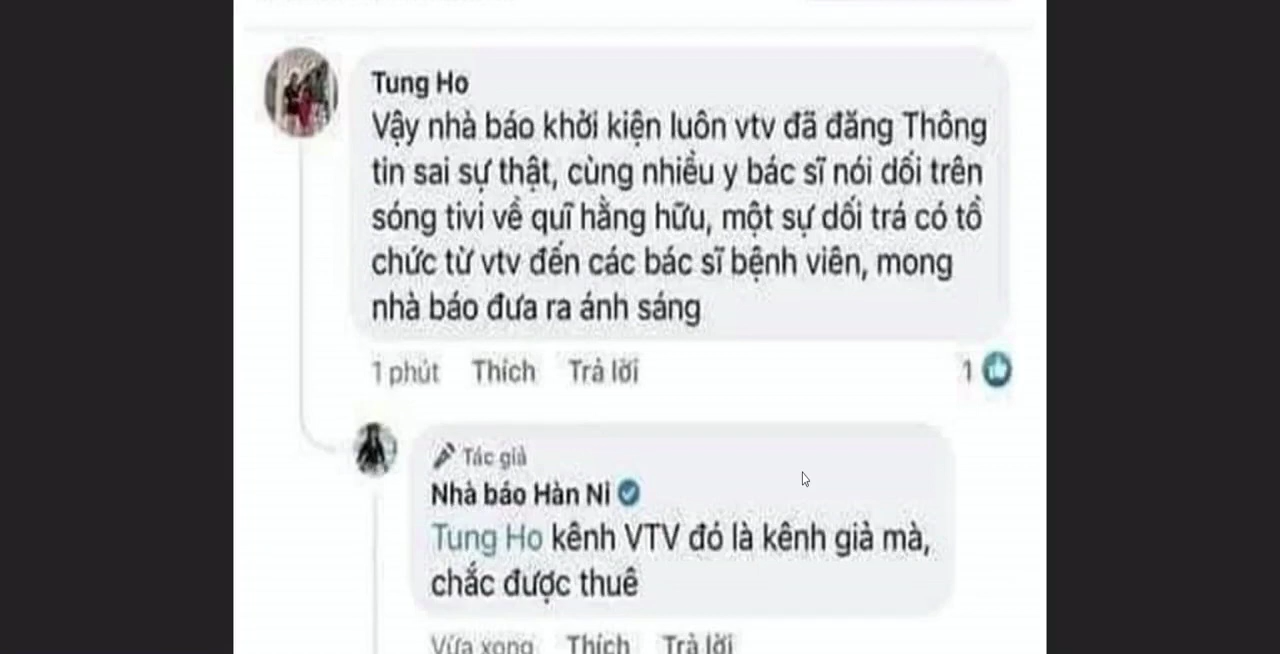 Tung Ho
Vậy nhà báo khởi kiện luôn vtv đã đăng Thông
tin sai sự thật, cùng nhiều y bác sĩ nói dối trên
sóng tivi về quĩ hằng hữu, một sự dối trá có tổ
chức từ vtv đến các bác sĩ bệnh viên, mong
nhà báo đưa ra ánh sáng
1 phút Thích Trả lời 1
Tác giả
Nhà báo Hàn Ni
Tung Ho kênh VTV đó là kênh giả mà,
chắc được thuê
Vừa xong Thích Trả lời